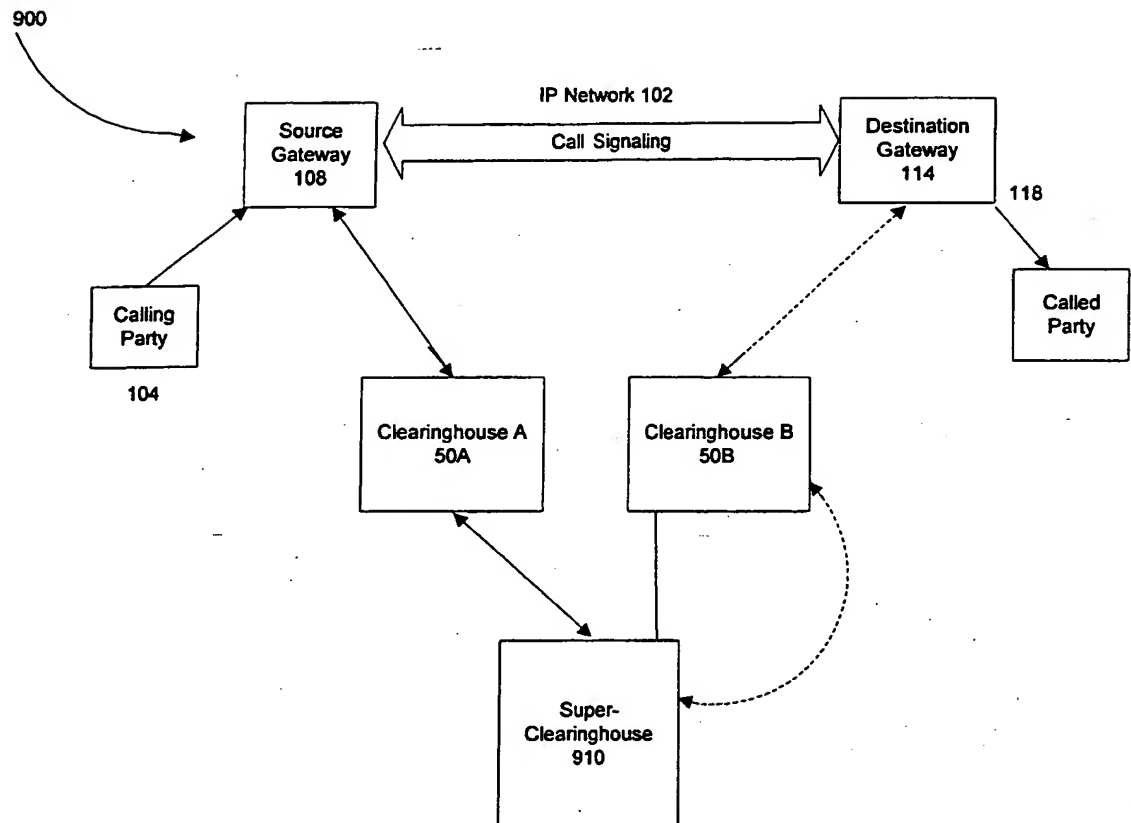 900
IP Network 102
Source
Gateway
108
Call Signaling
Destination
Gateway
114
118
Calling
Party
104
Called
Party
Clearinghouse A
50A
Clearinghouse B
50B
Super-
Clearinghouse
910